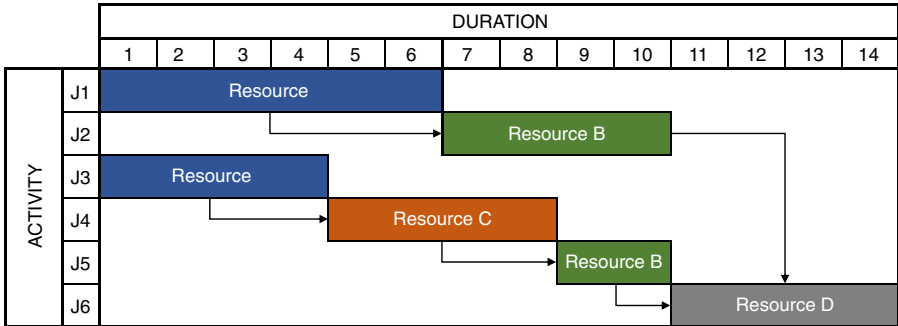 DURATION
1 2 3 4 5 6 7 8 9 10 11 12 13 14
ACTIVITY
J1 Resource
J2 Resource B
J3 Resource
J4 Resource C
J5 Resource B
J6 Resource D